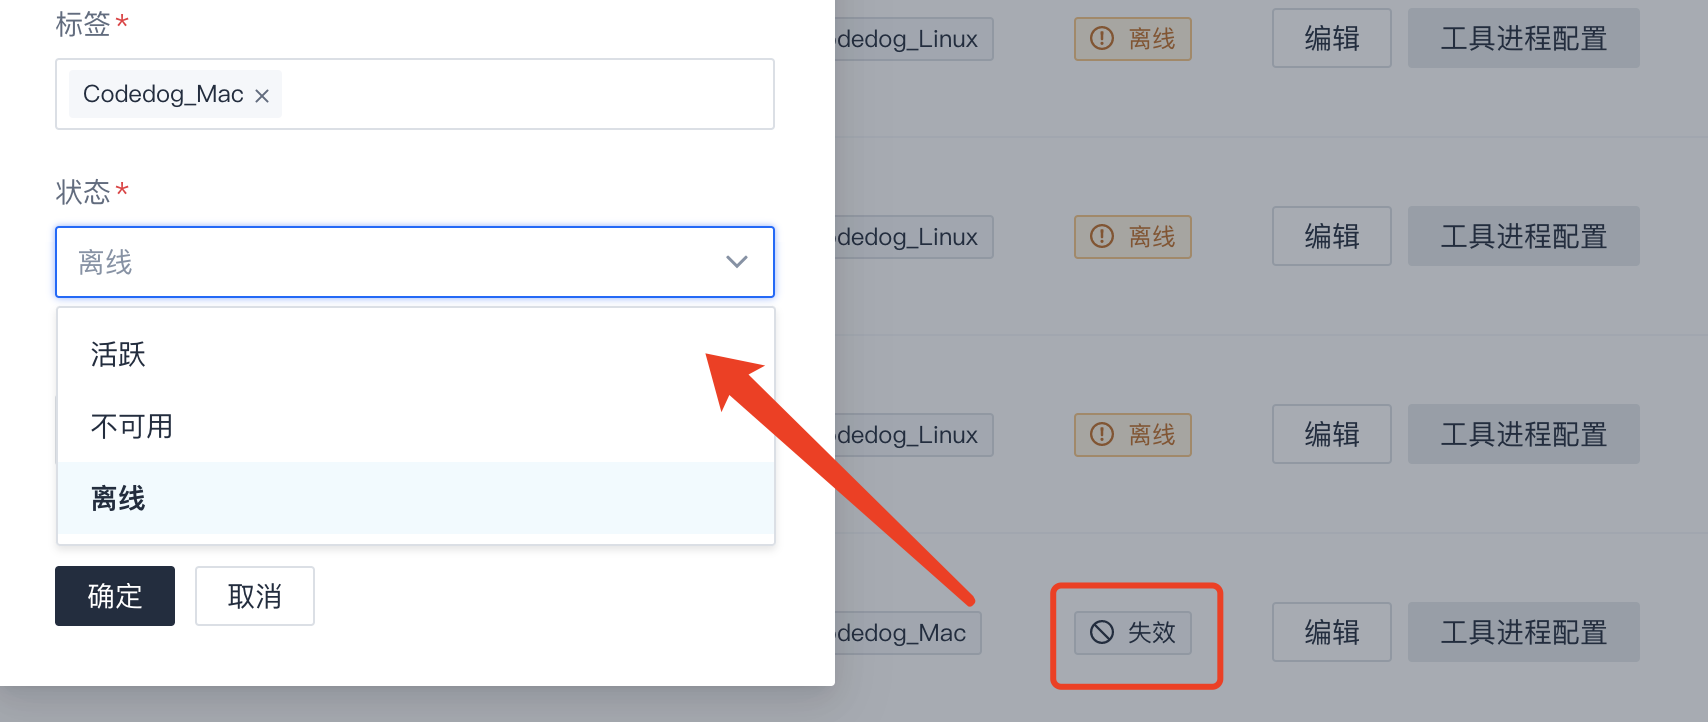 标签*
Codedog_Mac ×
状态*
离线
活跃
不可用
离线
确定 取消
dedog_Linux 离线 编辑 工具进程配置
dedog_Linux 离线 编辑 工具进程配置
dedog_Linux 离线 编辑 工具进程配置
dedog_Mac 失效 编辑 工具进程配置